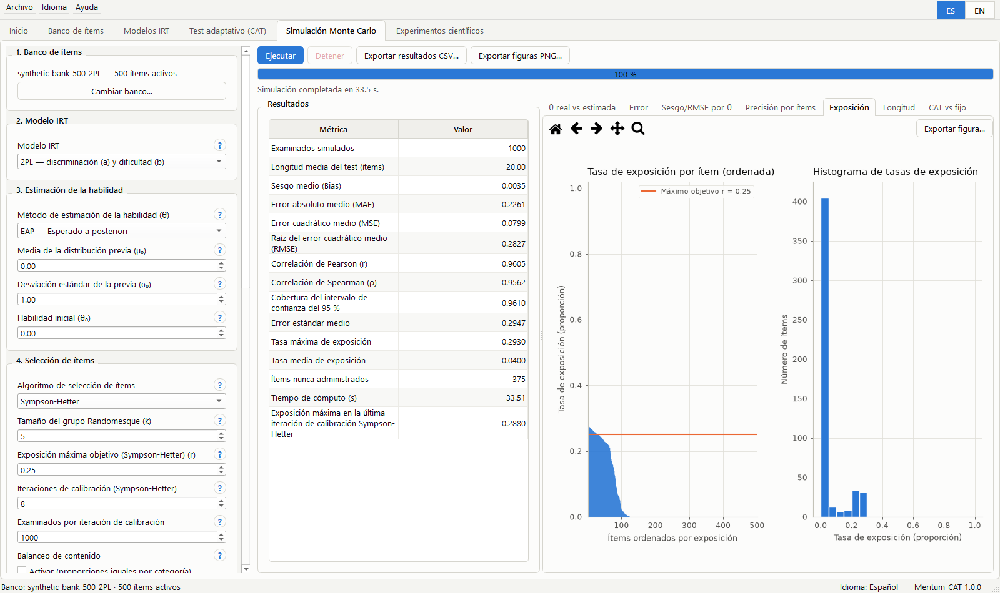 Archivo Idioma Ayuda
ES EN
Inicio Banco de ítems Modelos IRT Test adaptativo (CAT) Simulación Monte Carlo Experimentos científicos
1. Banco de ítems
synthetic_bank_500_2PL — 500 ítems activos
Cambiar banco...
2. Modelo IRT
Modelo IRT ?
2PL — discriminación (a) y dificultad (b)
3. Estimación de la habilidad
Método de estimación de la habilidad (θ) ?
EAP — Esperado a posteriori
Media de la distribución previa (μ₀) ?
0.00
Desviación estándar de la previa (σ₀) ?
1.00
Habilidad inicial (θ₀) ?
0.00
4. Selección de ítems
Algoritmo de selección de ítems ?
Sympson-Hetter
Tamaño del grupo Randomesque (k) ?
5
Exposición máxima objetivo (Sympson-Hetter) (r) ?
0.25
Iteraciones de calibración (Sympson-Hetter) ?
8
Examinados por iteración de calibración ?
1000
Balanceo de contenido ?
Activar (proporciones iguales por categoría)
Ejecutar Detener Exportar resultados CSV... Exportar figuras PNG...
100 %
Simulación completada en 33.5 s.
Resultados
Métrica Valor
Examinados simulados 1000
Longitud media del test (ítems) 20.00
Sesgo medio (Bias) 0.0035
Error absoluto medio (MAE) 0.2261
Error cuadrático medio (MSE) 0.0799
Raíz del error cuadrático medio
(RMSE) 0.2827
Correlación de Pearson (r) 0.9605
Correlación de Spearman (ρ) 0.9562
Cobertura del intervalo de
confianza del 95 % 0.9610
Error estándar medio 0.2947
Tasa máxima de exposición 0.2930
Tasa media de exposición 0.0400
Ítems nunca administrados 375
Tiempo de cómputo (s) 33.51
Exposición máxima en la última
iteración de calibración Sympson-
Hetter 0.2880
θ real vs estimada Error Sesgo/RMSE por θ Precisión por ítems Exposición Longitud CAT vs fijo
Exportar figura...
Tasa de exposición por ítem (ordenada)
Máximo objetivo r = 0.25
Tasa de exposición (proporción)
1.0
0.8
0.6
0.4
0.2
0.0
100 200 300 400 500
Ítems ordenados por exposición
Histograma de tasas de exposición
Número de ítems
400
350
300
250
200
150
100
50
0
0.0 0.2 0.4 0.6 0.8 1.0
Tasa de exposición (proporción)
Banco: synthetic_bank_500_2PL · 500 ítems activos
Idioma: Español Meritum_CAT 1.0.0